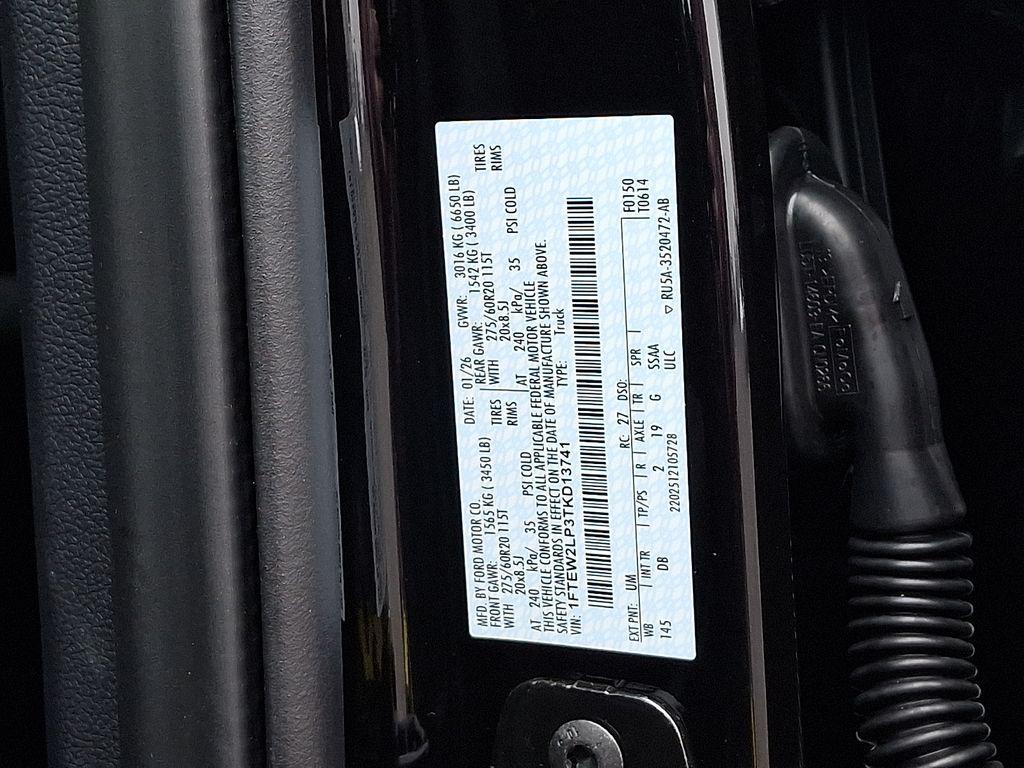 MFD. BY FORD MOTOR CO. DATE: 01/26 GVWR: 3016 KG ( 6650 LB)
FRONT GAWR: 1565 KG ( 3450 LB) REAR GAWR: 1542 KG ( 3400 LB)
WITH 275/60R20 115T TIRES WITH 275/60R20 115T TIRES
20x8.5J RIMS 20x8.5J RIMS
AT 240 kPa/ 35 PSI COLD AT 240 kPa/ 35 PSI COLD
THIS VEHICLE CONFORMS TO ALL APPLICABLE FEDERAL MOTOR VEHICLE
SAFETY STANDARDS IN EFFECT ON THE DATE OF MANUFACTURE SHOWN ABOVE.
VIN: 1FTEW2LP3TKD13741 TYPE: Truck
EXT PNT: UM RC: 27 DSO: F0150
WB INT TR TP/PS R AXLE TR SPR T0614
145 DB 2 19 G 5SAA
2202512105728 ULC RU5A-3520472-AB